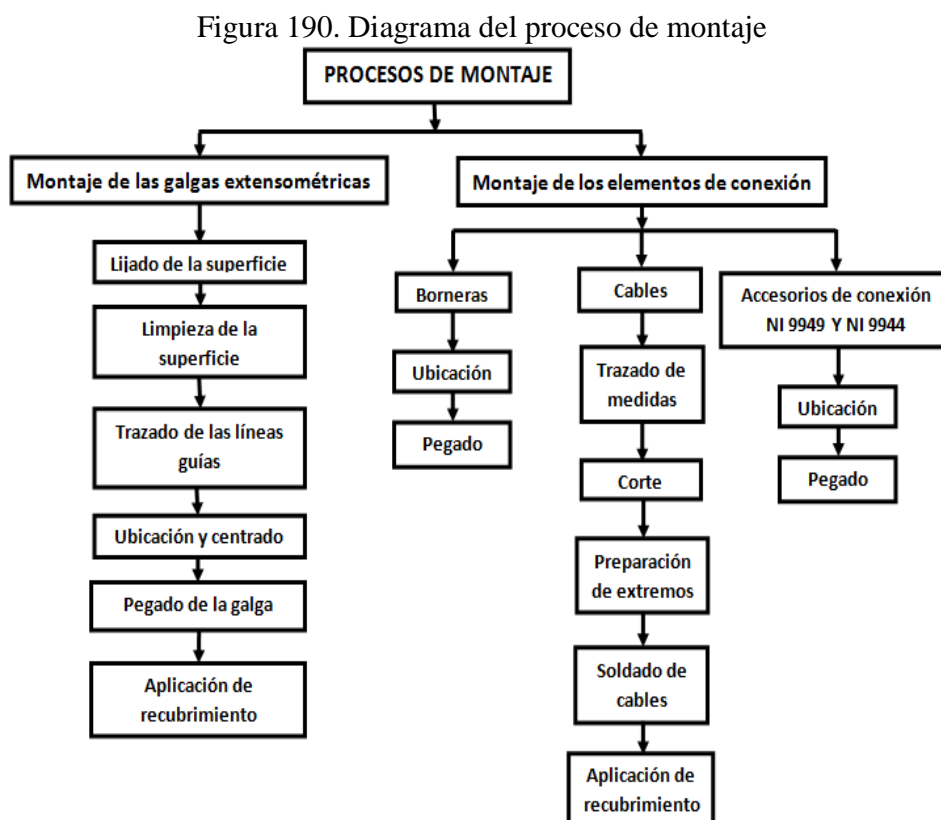 Figura 190. Diagrama del proceso de montaje
PROCESOS DE MONTAJE
Montaje de las galgas extensométricas
Lijado de la superficie
Limpieza de la
superficie
Trazado de las líneas
guías
Ubicación y centrado
Pegado de la galga
Aplicación de
recubrimiento
Montaje de los elementos de conexión
Borneras
Ubicación
Pegado
Cables
Trazado de
medidas
Corte
Preparación
de extremos
Soldado de
cables
Aplicación de
recubrimiento
Accesorios de conexión
NI 9949 Y NI 9944
Ubicación
Pegado